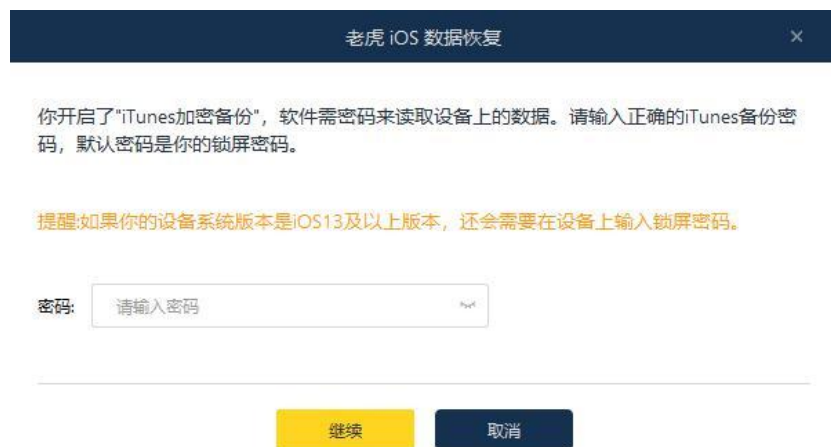 老虎 iOS 数据恢复
你开启了"iTunes加密备份"，软件需密码来读取设备上的数据。请输入正确的iTunes备份密
码，默认密码是你的锁屏密码。
提醒:如果你的设备系统版本是iOS13及以上版本，还会需要在设备上输入锁屏密码。
密码: 请输入密码
继续 取消